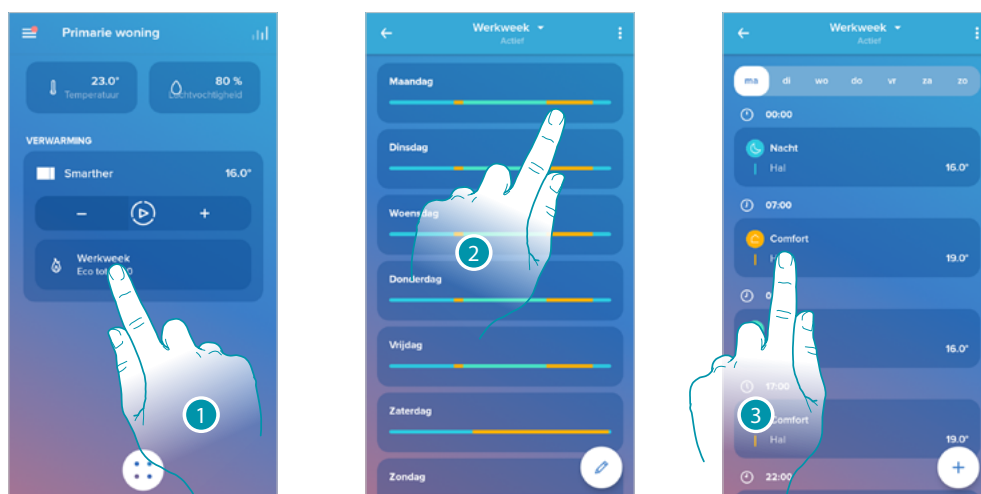 Primarie woning
23.0°
Temperatuur
80 %
Luchtvochtigheid
VERWARMING
Smarther 16.0°
− +
Werkweek
Eco
1
Werkweek
Actief
Maandag
Dinsdag
Woensdag
Donderdag
Vrijdag
Zaterdag
Zondag
2
Werkweek
Actief
ma di wo do vr za zo
00:00
Nacht
Hal 16.0°
07:00
Comfort
19.0°
16.0°
17:00
Comfort
Hal 19.0°
22:00
+
3